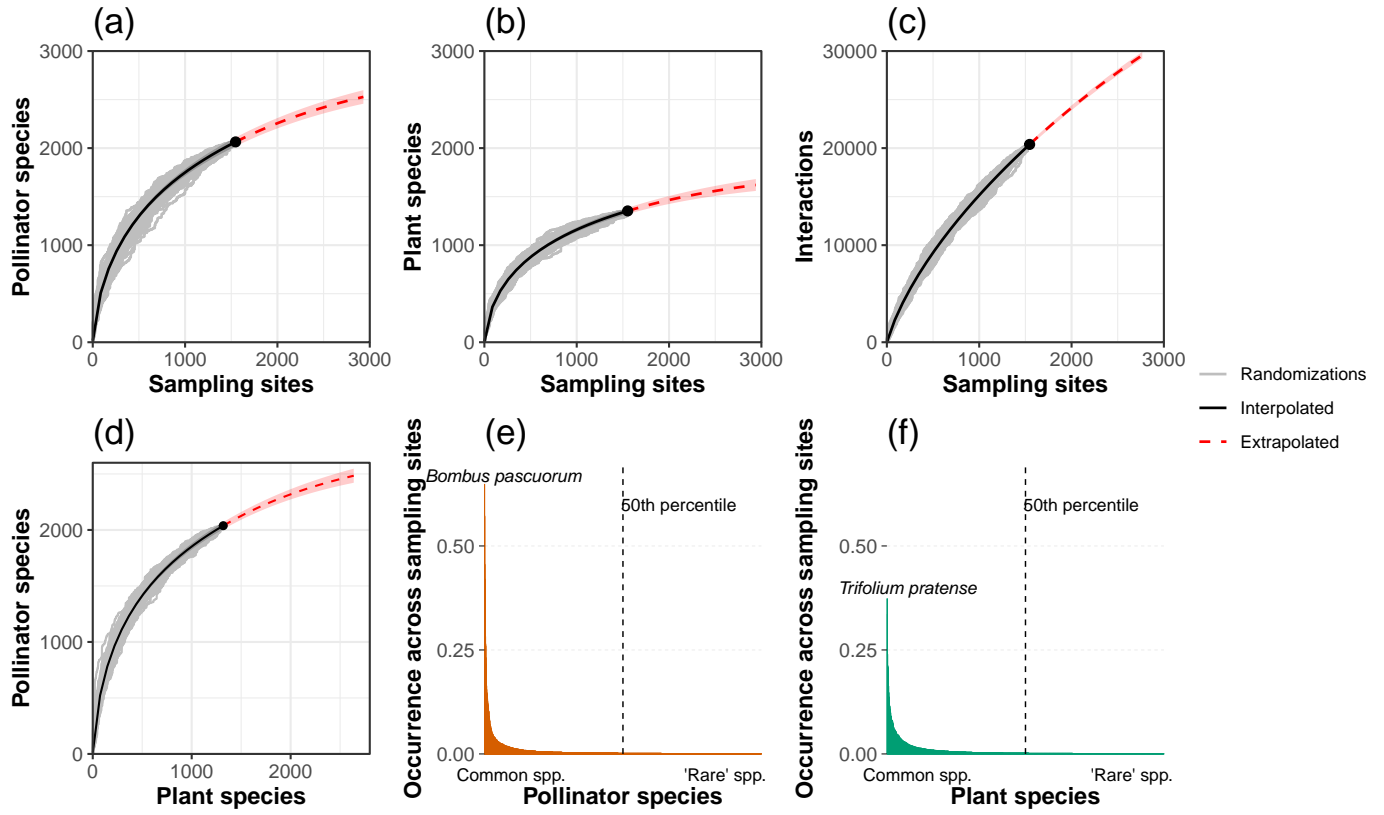 (a)
(b)
(c)
3000
2000
1000
0
Pollinator species
0 1000 2000 3000
Sampling sites
3000
2000
1000
0
Plant species
0 1000 2000 3000
Sampling sites
30000
20000
10000
0
Interactions
0 1000 2000 3000
Sampling sites
Randomizations
Interpolated
Extrapolated
(d)
(e)
(f)
2000
1000
0
Pollinator species
0 1000 2000
Plant species
Occurrence across sampling sites
Bombus pascuorum
50th percentile
0.50
0.25
0.00
Common spp. 'Rare' spp.
Pollinator species
Occurrence across sampling sites
50th percentile
0.50
Trifolium pratense
0.25
0.00
Common spp. 'Rare' spp.
Plant species